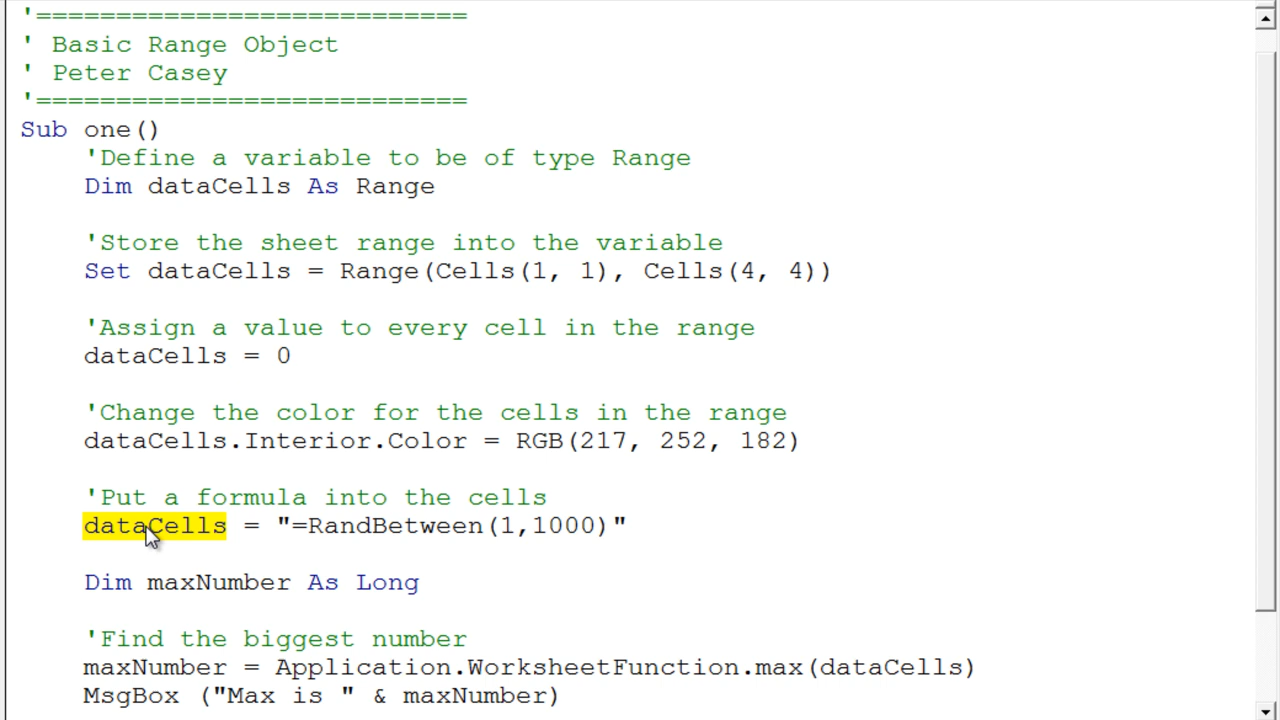 '===========================
' Basic Range Object
' Peter Casey
'===========================
Sub one()
'Define a variable to be of type Range
Dim dataCells As Range
'Store the sheet range into the variable
Set dataCells = Range(Cells(1, 1), Cells(4, 4))
'Assign a value to every cell in the range
dataCells = 0
'Change the color for the cells in the range
dataCells.Interior.Color = RGB(217, 252, 182)
'Put a formula into the cells
dataCells = "=RandBetween(1,1000)"
Dim maxNumber As Long
'Find the biggest number
maxNumber = Application.WorksheetFunction.max(dataCells)
MsgBox ("Max is " & maxNumber)